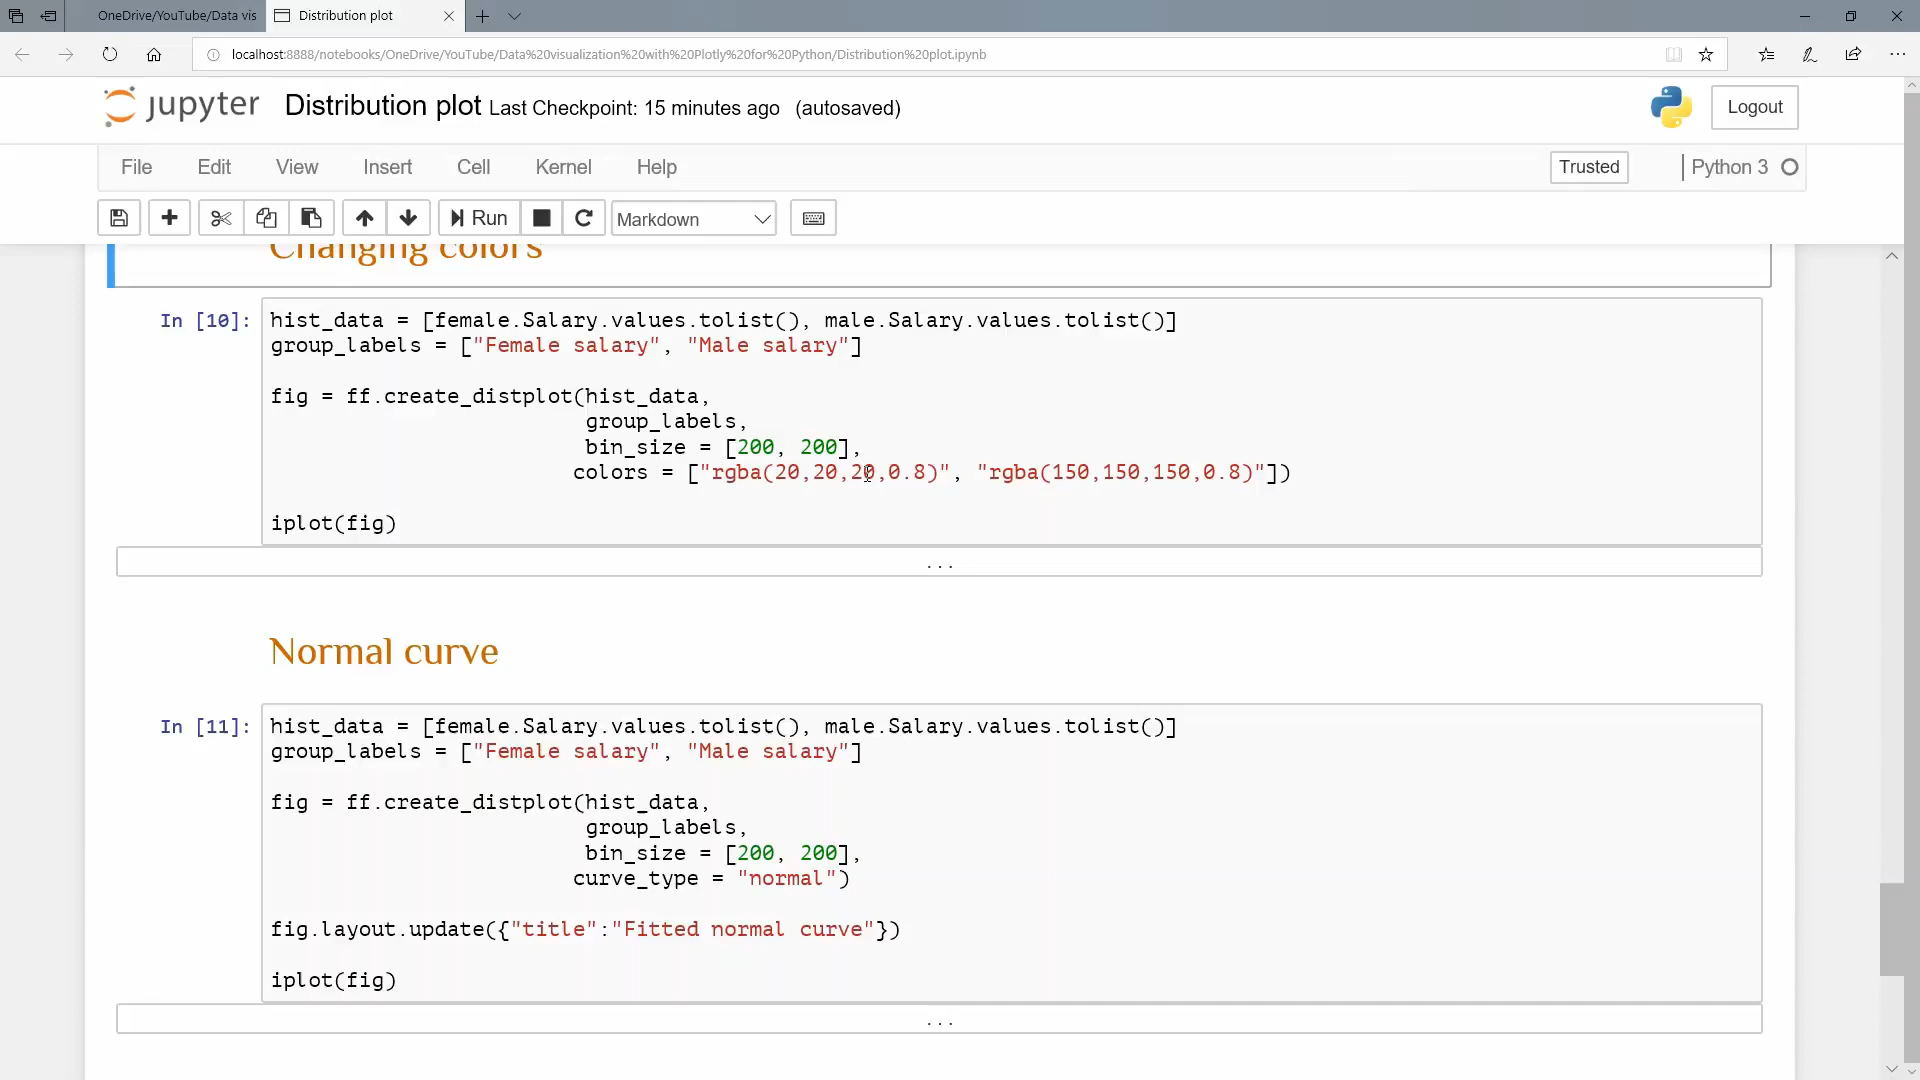 OneDrive/YouTube/Data vis
Distribution plot
localhost:8888/notebooks/OneDrive/YouTube/Data%20visualization%20with%20Plotly%20for%20Python/Distribution%20plot.ipynb
jupyter Distribution plot Last Checkpoint: 15 minutes ago (autosaved)
Logout
File Edit View Insert Cell Kernel Help
Trusted
Python 3
Run
Markdown
Changing colors
In [10]:
hist_data = [female.Salary.values.tolist(), male.Salary.values.tolist()]
group_labels = ["Female salary", "Male salary"]
fig = ff.create_distplot(hist_data,
group_labels,
bin_size = [200, 200],
colors = ["rgba(20,20,20,0.8)", "rgba(150,150,150,0.8)"])
iplot(fig)
...
Normal curve
In [11]:
hist_data = [female.Salary.values.tolist(), male.Salary.values.tolist()]
group_labels = ["Female salary", "Male salary"]
fig = ff.create_distplot(hist_data,
group_labels,
bin_size = [200, 200],
curve_type = "normal")
fig.layout.update({"title":"Fitted normal curve"})
iplot(fig)
...